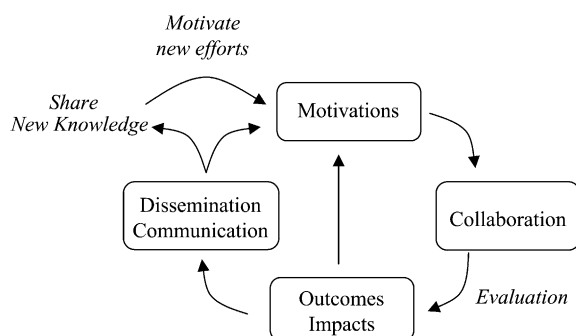 Motivate
new efforts
Share
New Knowledge
Motivations
Dissemination
Communication
Collaboration
Outcomes
Impacts
Evaluation